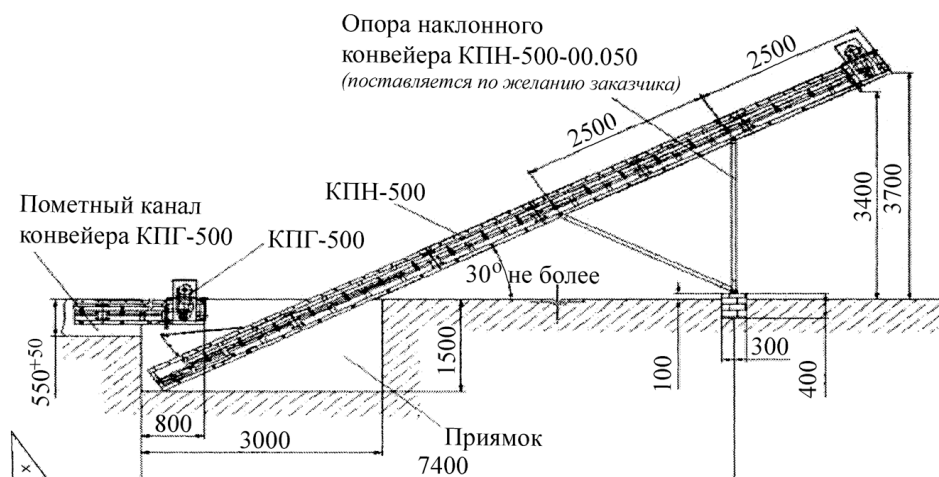 Опора наклонного
конвейера КПН-500-00.050
(поставляется по желанию заказчика)
2500
2500
КПН-500
Пометный канал
конвейера КПГ-500
КПГ-500
3400
3700
30° не более
550+50
1500
100
300
400
800
3000
Приямок
7400
x